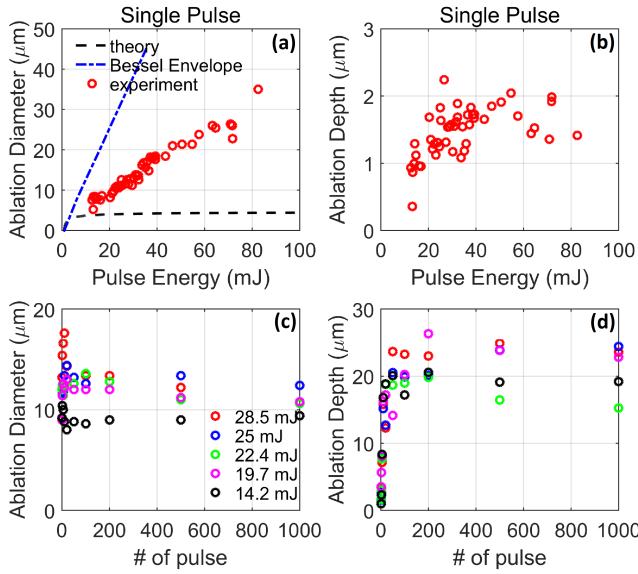 Single Pulse
(a)
theory
Bessel Envelope
experiment
Ablation Diameter (μm)
50
40
30
20
10
0
0 20 40 60 80 100
Pulse Energy (mJ)
Single Pulse
(b)
Ablation Depth (μm)
3
2
1
0
0 20 40 60 80 100
Pulse Energy (mJ)
(c)
Ablation Diameter (μm)
20
10
0
28.5 mJ
25 mJ
22.4 mJ
19.7 mJ
14.2 mJ
0 200 400 600 800 1000
# of pulse
(d)
Ablation Depth (μm)
30
20
10
0
0 200 400 600 800 1000
# of pulse